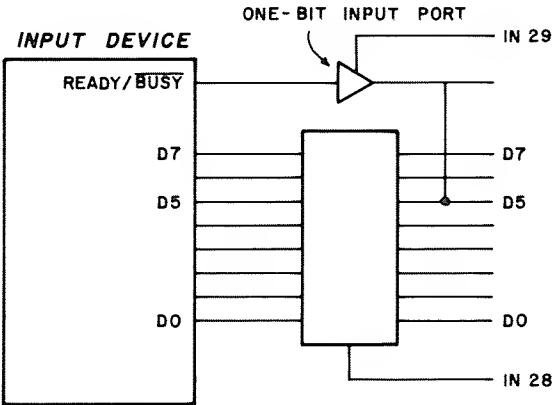 ONE-BIT INPUT PORT
INPUT DEVICE
IN 29
READY/BUSY
D7
D7
D5
D5
D0
D0
IN 28